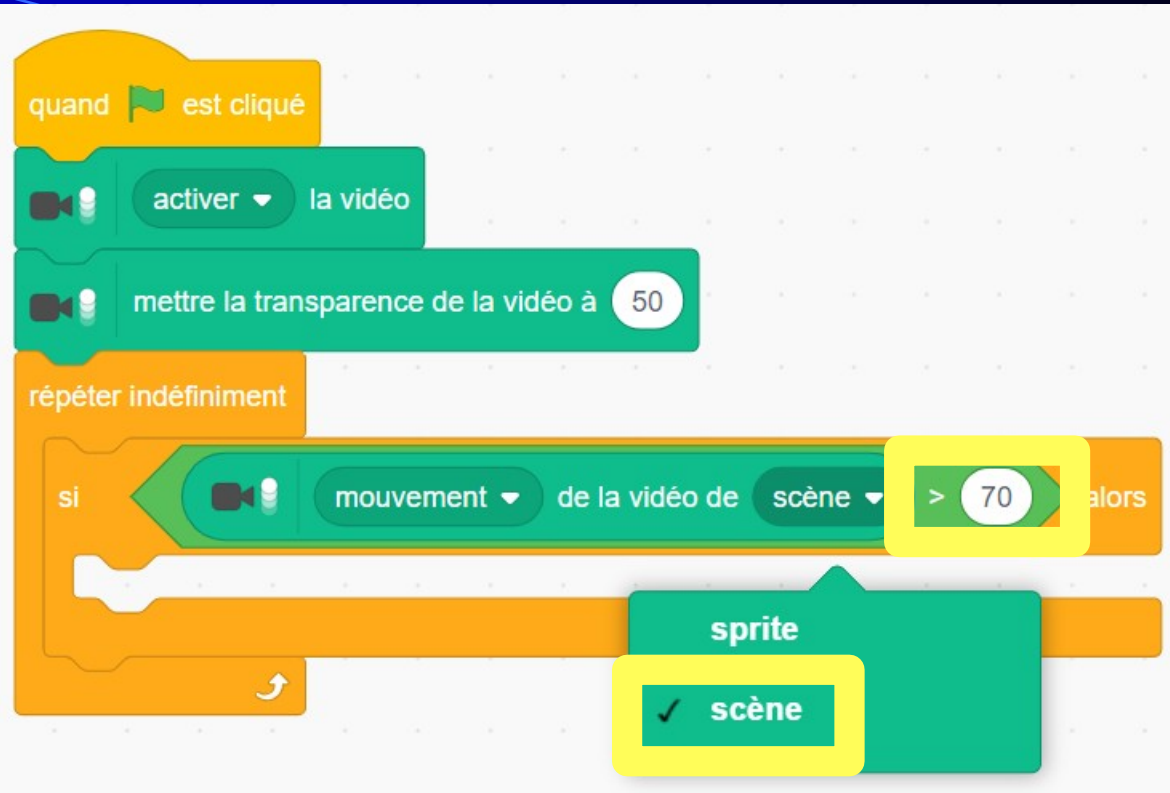 quand est cliqué
activer la vidéo
mettre la transparence de la vidéo à 50
répéter indéfiniment
si mouvement de la vidéo de scène > 70 alors
sprite
✓ scène